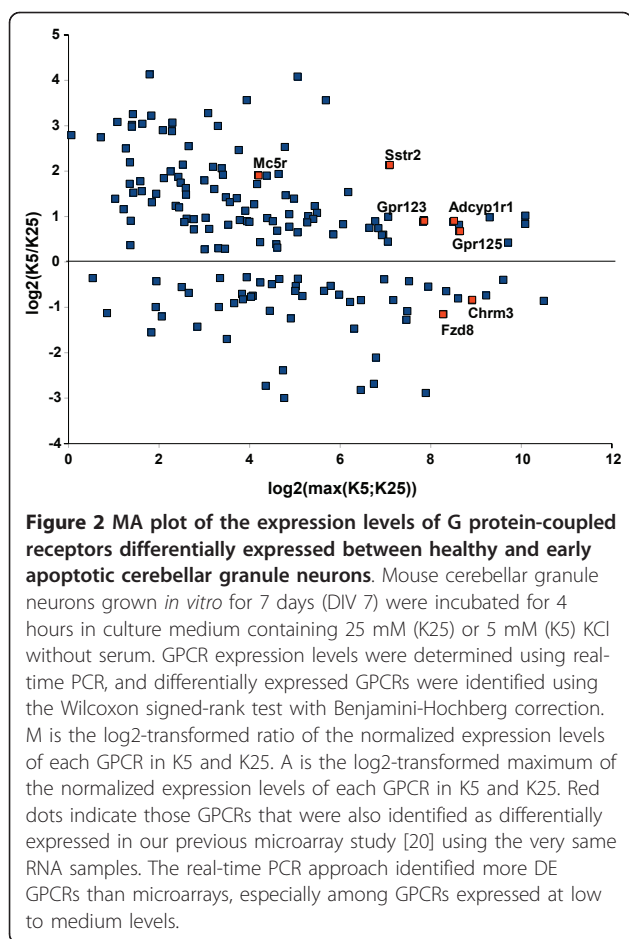 5
4
3
2
1
0
-1
-2
-3
-4
log2(K5/K25)
Mc5r
Sstr2
Gpr123
Adcyp1r1
Gpr125
Chrm3
Fzd8
0 2 4 6 8 10 12
log2(max(K5;K25))
Figure 2 MA plot of the expression levels of G protein-coupled
receptors differentially expressed between healthy and early
apoptotic cerebellar granule neurons. Mouse cerebellar granule
neurons grown in vitro for 7 days (DIV 7) were incubated for 4
hours in culture medium containing 25 mM (K25) or 5 mM (K5) KCl
without serum. GPCR expression levels were determined using real-
time PCR, and differentially expressed GPCRs were identified using
the Wilcoxon signed-rank test with Benjamini-Hochberg correction.
M is the log2-transformed ratio of the normalized expression levels
of each GPCR in K5 and K25. A is the log2-transformed maximum of
the normalized expression levels of each GPCR in K5 and K25. Red
dots indicate those GPCRs that were also identified as differentially
expressed in our previous microarray study [20] using the very same
RNA samples. The real-time PCR approach identified more DE
GPCRs than microarrays, especially among GPCRs expressed at low
to medium levels.